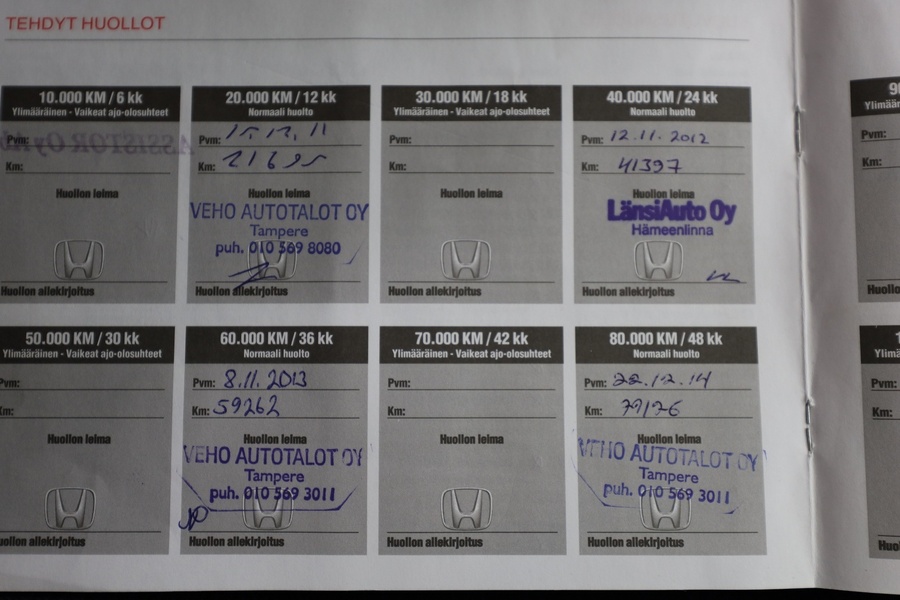 TEHDYT HUOLLOT
10.000 KM / 6 kk
Ylimääräinen - Vaikeat ajo-olosuhteet
Pvm:
Km:
Huollon leima
Huollon allekirjoitus
20.000 KM / 12 kk
Normaali huolto
Pvm:
Km:
Huollon leima
VEHO AUTOTALOT OY
Tampere
puh. 010 569 8080
Huollon allekirjoitus
30.000 KM / 18 kk
Ylimääräinen - Vaikeat ajo-olosuhteet
Pvm:
Km:
Huollon leima
Huollon allekirjoitus
40.000 KM / 24 kk
Normaali huolto
Pvm: 12.11.2012
Km: 41397
Huollon leima
LänsiAuto Oy
Hämeenlinna
Huollon allekirjoitus
50.000 KM / 30 kk
Ylimääräinen - Vaikeat ajo-olosuhteet
Pvm:
Km:
Huollon leima
Huollon allekirjoitus
60.000 KM / 36 kk
Normaali huolto
Pvm: 8.11.2013
Km: 59262
Huollon leima
VEHO AUTOTALOT OY
Tampere
puh. 010 569 3011
Huollon allekirjoitus
70.000 KM / 42 kk
Ylimääräinen - Vaikeat ajo-olosuhteet
Pvm:
Km:
Huollon leima
Huollon allekirjoitus
80.000 KM / 48 kk
Normaali huolto
Pvm: 22.12.14
Km: 79176
Huollon leima
VEHO AUTOTALOT OY
Tampere
puh. 010 569 3011
Huollon allekirjoitus
Pvm:
Km:
Pvm:
Km: